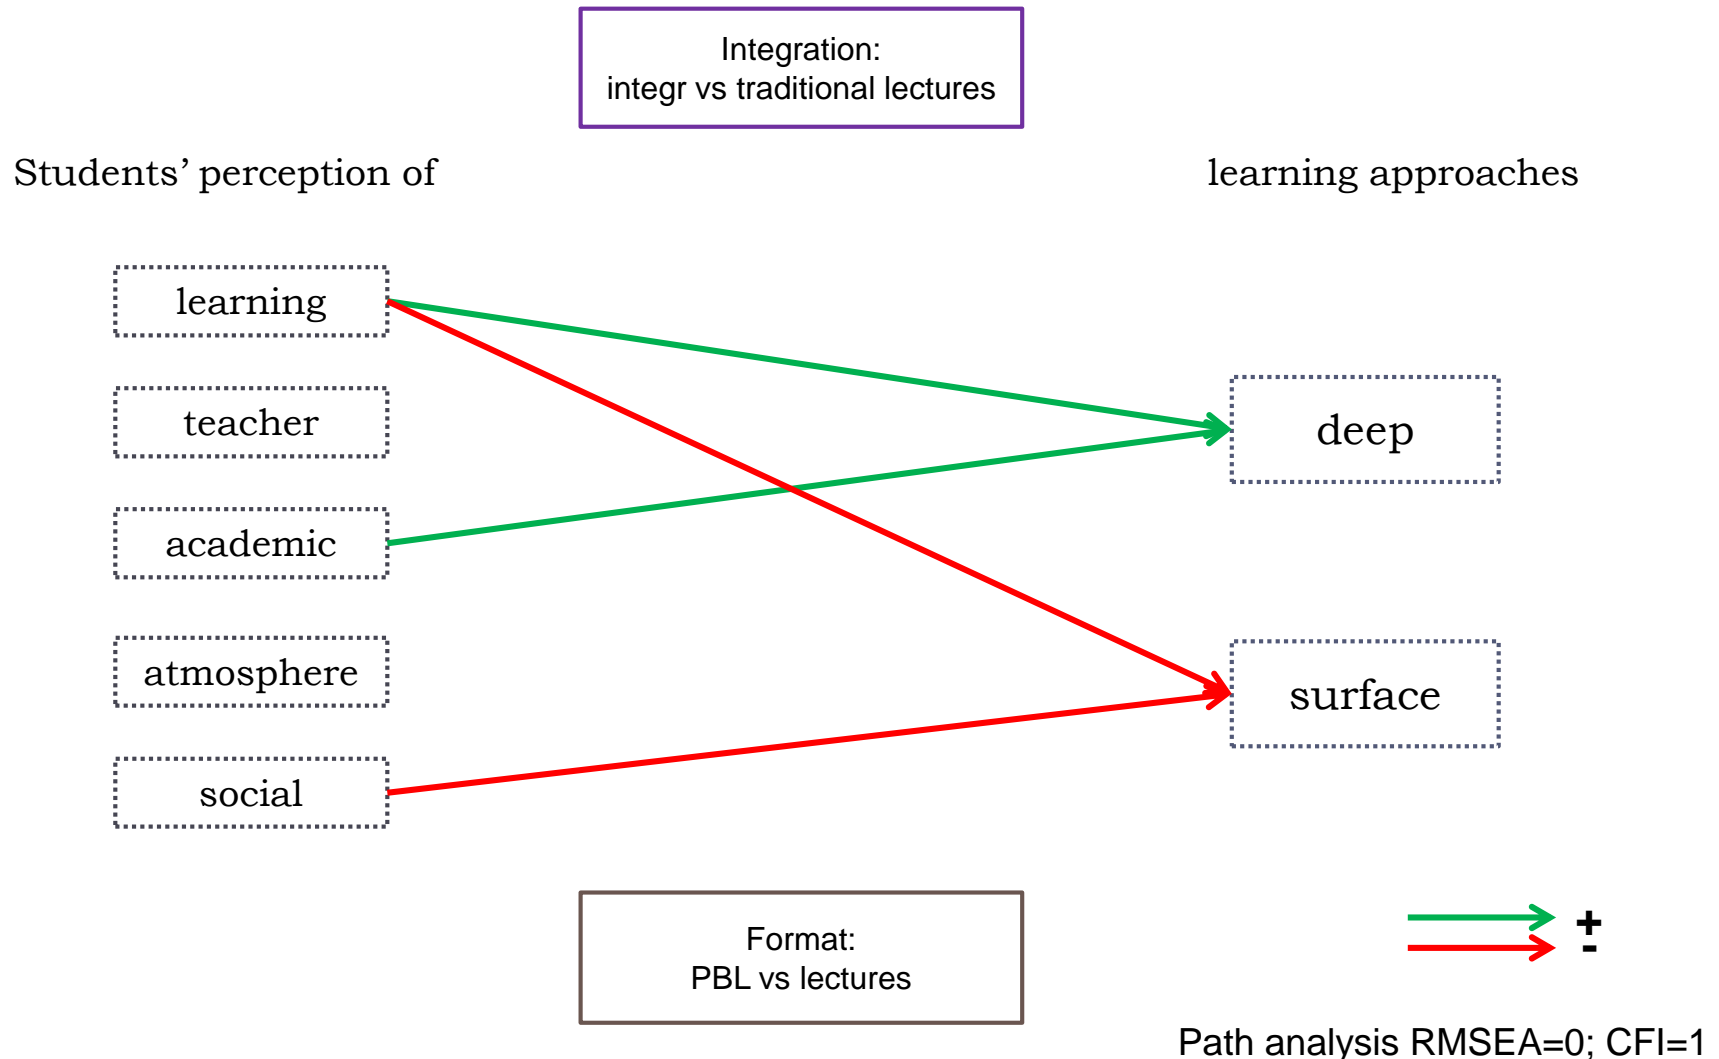 Integration:
integr vs traditional lectures
Students’ perception of
learning approaches
learning
teacher
deep
academic
atmosphere
surface
social
Format:
PBL vs lectures
+
-
Path analysis RMSEA=0; CFI=1